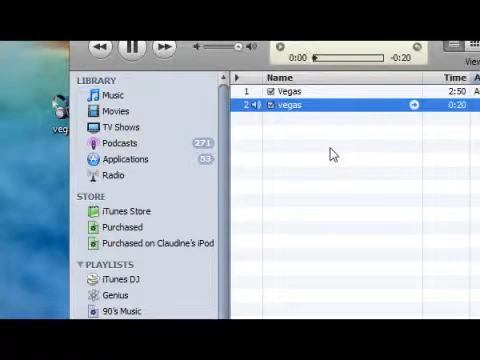 0:00
-0:20
View
LIBRARY
Music
Movies
TV Shows
Podcasts 271
Applications 53
Radio
STORE
iTunes Store
Purchased
Purchased on Claudine's iPod
PLAYLISTS
iTunes DJ
Genius
90's Music
Name Time
1 Vegas 2:50
2 vegas 0:20
veg